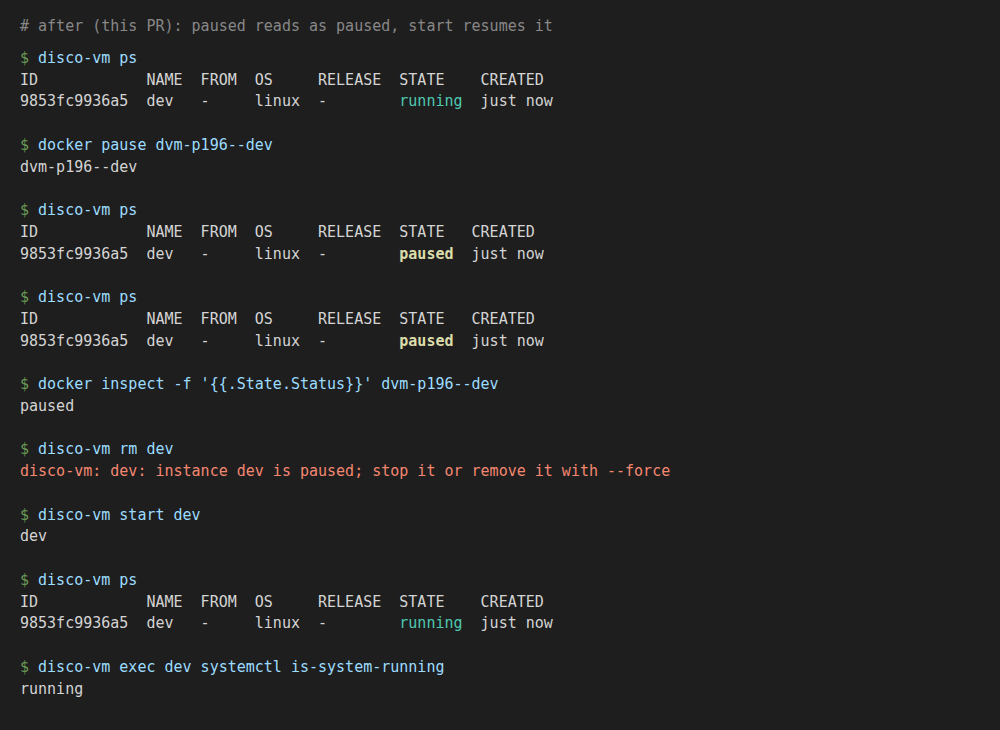 # after (this PR): paused reads as paused, start resumes it
$ disco-vm ps
ID            NAME  FROM  OS     RELEASE  STATE    CREATED
9853fc9936a5  dev   -     linux  -        running  just now
$ docker pause dvm-p196--dev
dvm-p196--dev
$ disco-vm ps
ID            NAME  FROM  OS     RELEASE  STATE   CREATED
9853fc9936a5  dev   -     linux  -        paused  just now
$ disco-vm ps
ID            NAME  FROM  OS     RELEASE  STATE   CREATED
9853fc9936a5  dev   -     linux  -        paused  just now
$ docker inspect -f '{{.State.Status}}' dvm-p196--dev
paused
$ disco-vm rm dev
disco-vm: dev: instance dev is paused; stop it or remove it with --force
$ disco-vm start dev
dev
$ disco-vm ps
ID            NAME  FROM  OS     RELEASE  STATE    CREATED
9853fc9936a5  dev   -     linux  -        running  just now
$ disco-vm exec dev systemctl is-system-running
running